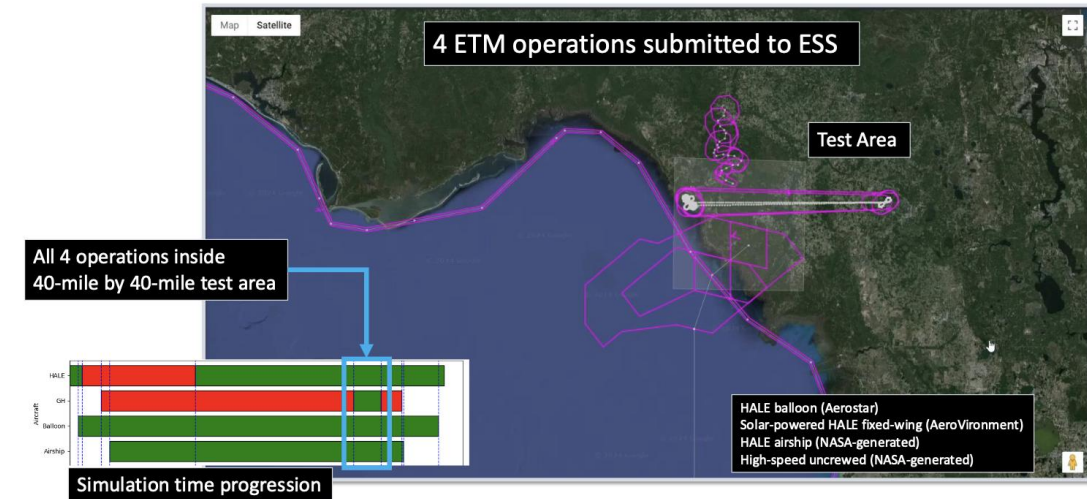 Map Satellite
4 ETM operations submitted to ESS
Test Area
All 4 operations inside
40-mile by 40-mile test area
HALE
GH
Balloon
Airship
Aircraft
Simulation time progression
HALE balloon (Aerostar)
Solar-powered HALE fixed-wing (AeroVironment)
HALE airship (NASA-generated)
High-speed uncrewed (NASA-generated)